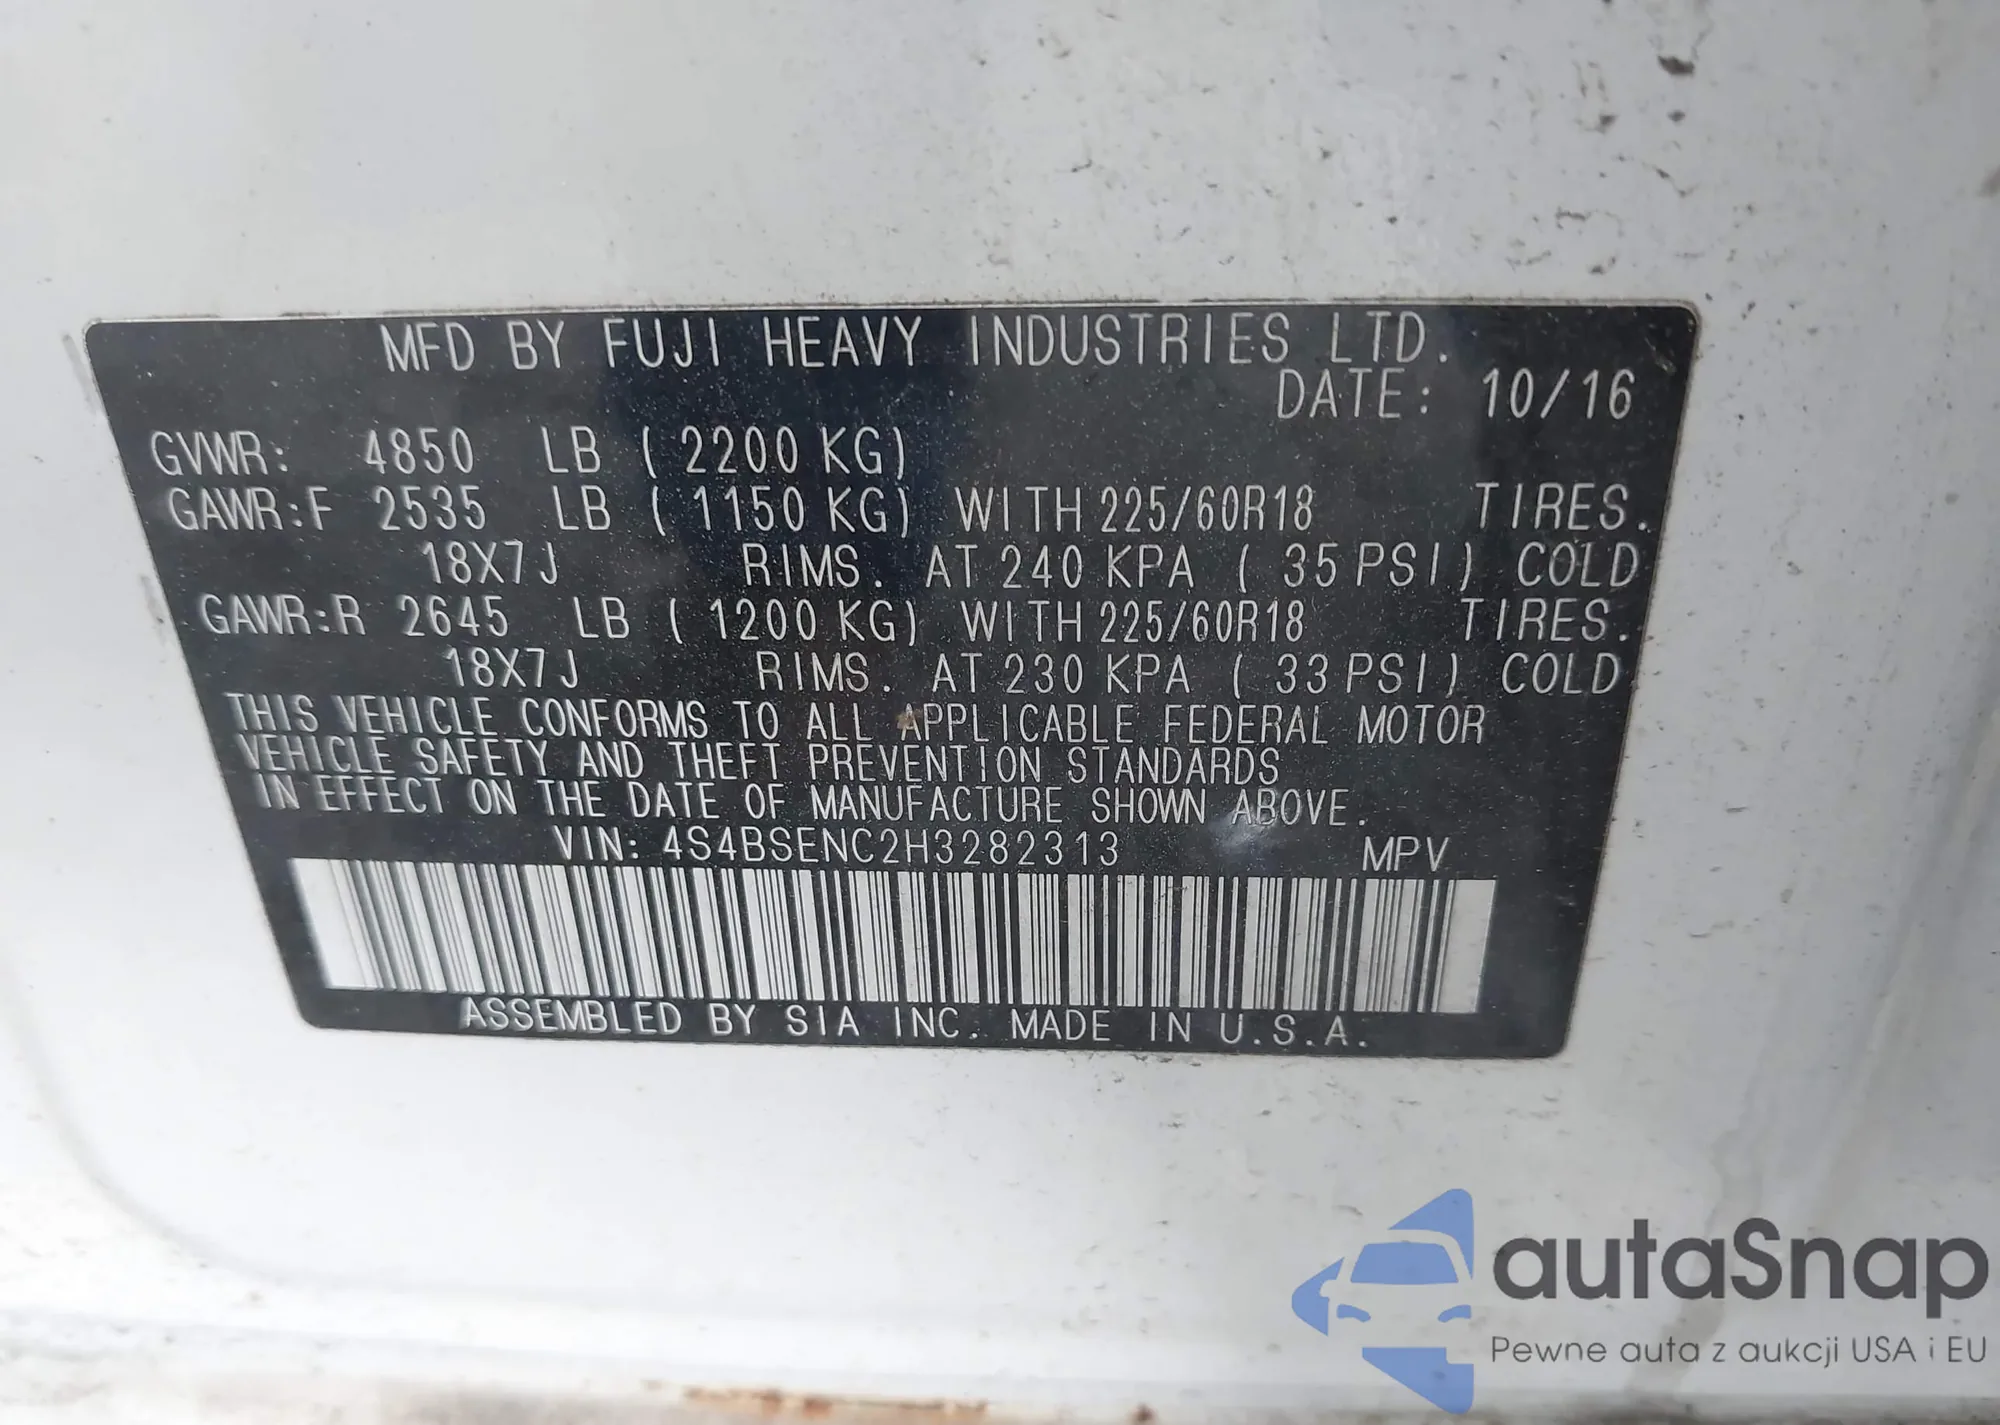 MFD BY FUJI HEAVY INDUSTRIES LTD.
DATE: 10/16
GVWR: 4850 LB ( 2200 KG)
GAWR:F 2535 LB ( 1150 KG) WITH 225/60R18 TIRES.
18X7J RIMS. AT 240 KPA ( 35 PSI) COLD
GAWR:R 2645 LB ( 1200 KG) WITH 225/60R18 TIRES.
18X7J RIMS. AT 230 KPA ( 33 PSI) COLD
THIS VEHICLE CONFORMS TO ALL APPLICABLE FEDERAL MOTOR
VEHICLE SAFETY AND THEFT PREVENTION STANDARDS
IN EFFECT ON THE DATE OF MANUFACTURE SHOWN ABOVE.
VIN: 4S4BSENC2H3282313 MPV
ASSEMBLED BY SIA INC. MADE IN U.S.A.
autaSnap
Pewne auta z aukcji USA i EU